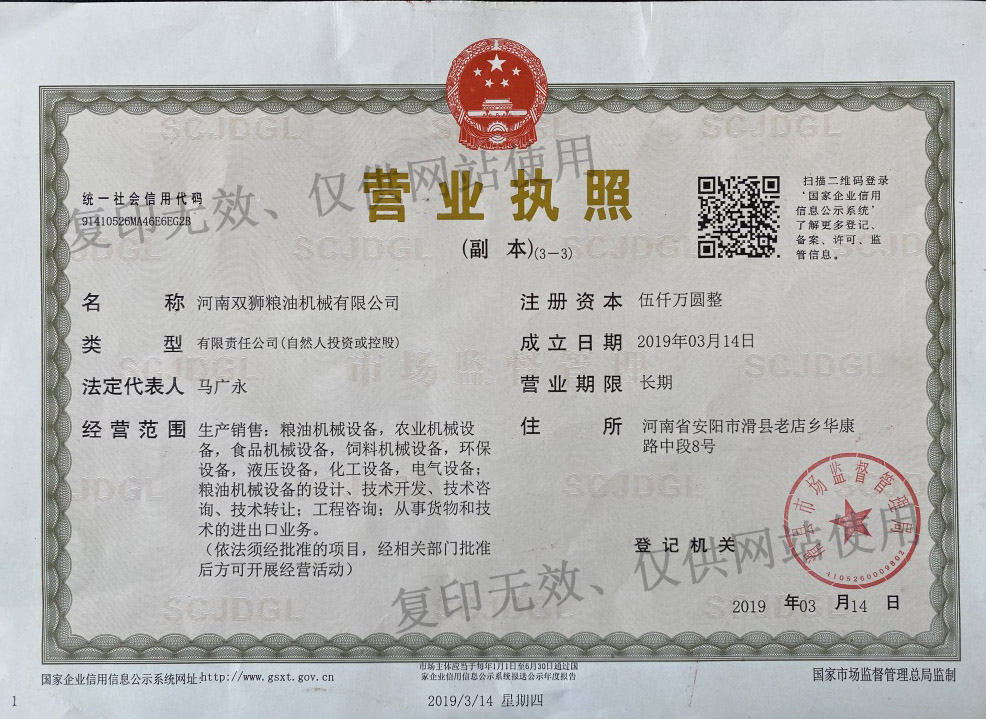 营业执照
(副 本)(3-3)
统一社会信用代码
91410526MA46E6EG2B
扫描二维码登录
‘国家企业信用
信息公示系统’
了解更多登记、
备案、许可、监
管信息。
名 称 河南双狮粮油机械有限公司
类 型 有限责任公司(自然人投资或控股)
法定代表人 马广永
经营范围 生产销售：粮油机械设备，农业机械设
备，食品机械设备，饲料机械设备，环保
设备，液压设备，化工设备，电气设备；
粮油机械设备的设计、技术开发、技术咨
询、技术转让；工程咨询；从事货物和技
术的进出口业务。
（依法须经批准的项目，经相关部门批准
后方可开展经营活动）
注册资本 伍仟万圆整
成立日期 2019年03月14日
营业期限 长期
住 所 河南省安阳市滑县老店乡华康
路中段8号
登记机关
市场监督管理局
4105260009802
2019 年03 月14 日
复印无效、仅供网站使用
复印无效、仅供网站使用
SCJDGL
市场监督管理
国家企业信用信息公示系统网址:http://www.gsxt.gov.cn
市场主体应当于每年1月1日至6月30日通过国
家企业信用信息公示系统报送公示年度报告
国家市场监督管理总局监制
1
2019/3/14 星期四